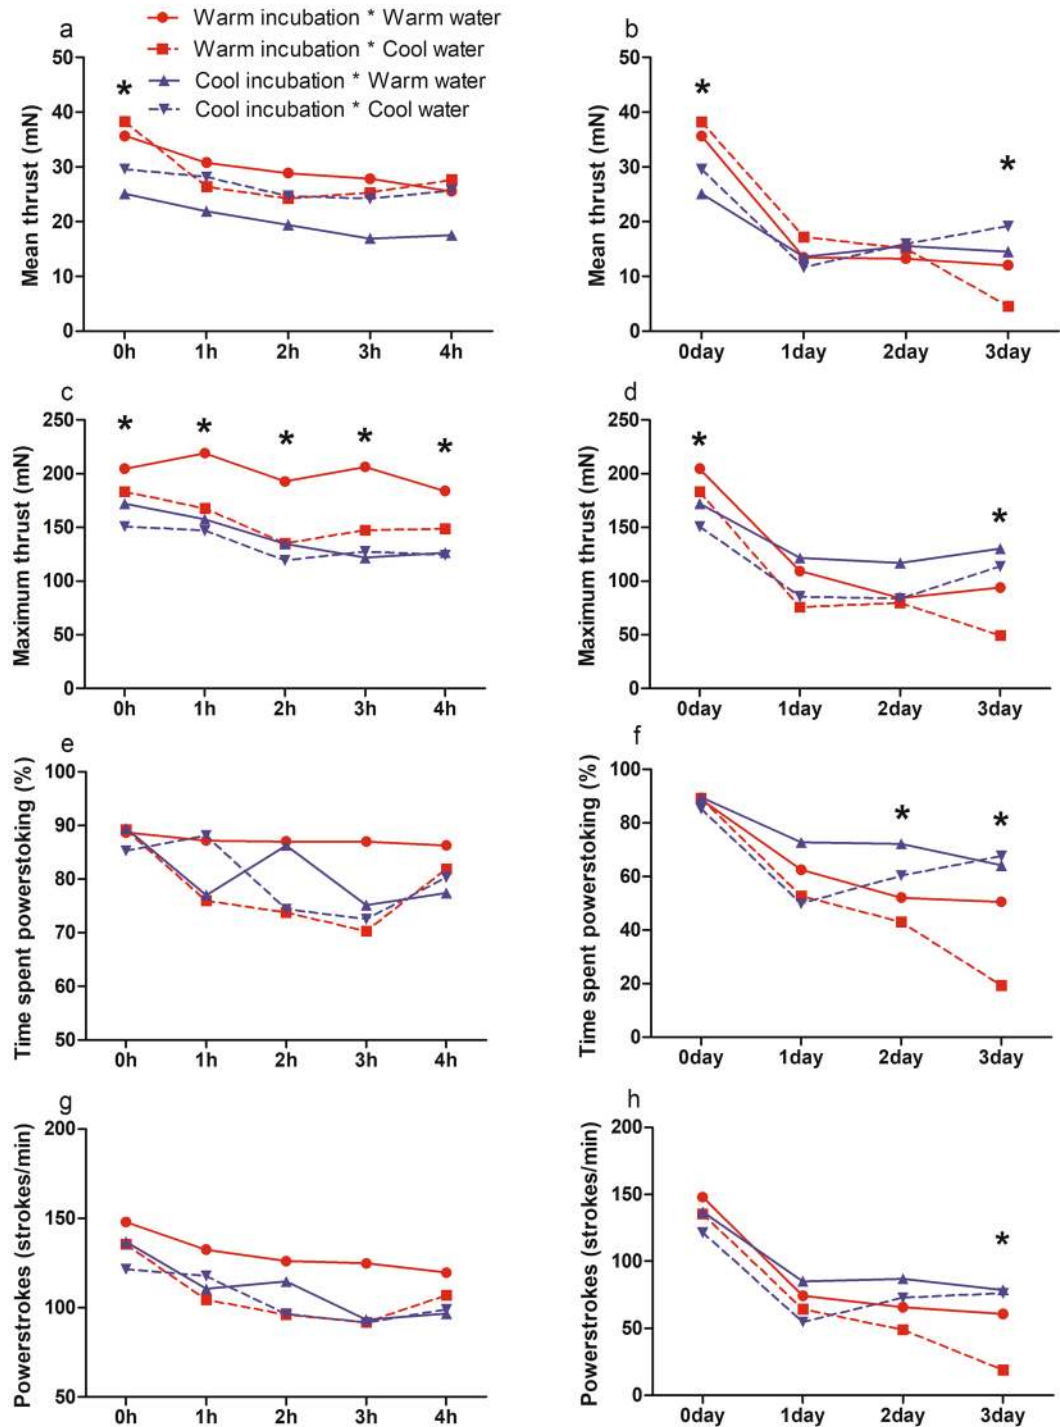 a
Warm incubation * Warm water
Warm incubation * Cool water
Cool incubation * Warm water
Cool incubation * Cool water
Mean thrust (mN)
50
40
30
20
10
0
*
0h 1h 2h 3h 4h
b
Mean thrust (mN)
50
40
30
20
10
0
* *
0day 1day 2day 3day
c
Maximum thrust (mN)
250
200
150
100
50
0
* * * * *
0h 1h 2h 3h 4h
d
Maximum thrust (mN)
250
200
150
100
50
0
* *
0day 1day 2day 3day
e
Time spent powerstoking (%)
100
90
80
70
60
50
0h 1h 2h 3h 4h
f
Time spent powerstoking (%)
100
80
60
40
20
0
* *
0day 1day 2day 3day
g
Powerstrokes (strokes/min)
200
150
100
50
0h 1h 2h 3h 4h
h
Powerstrokes (strokes/min)
200
150
100
50
0
*
0day 1day 2day 3day